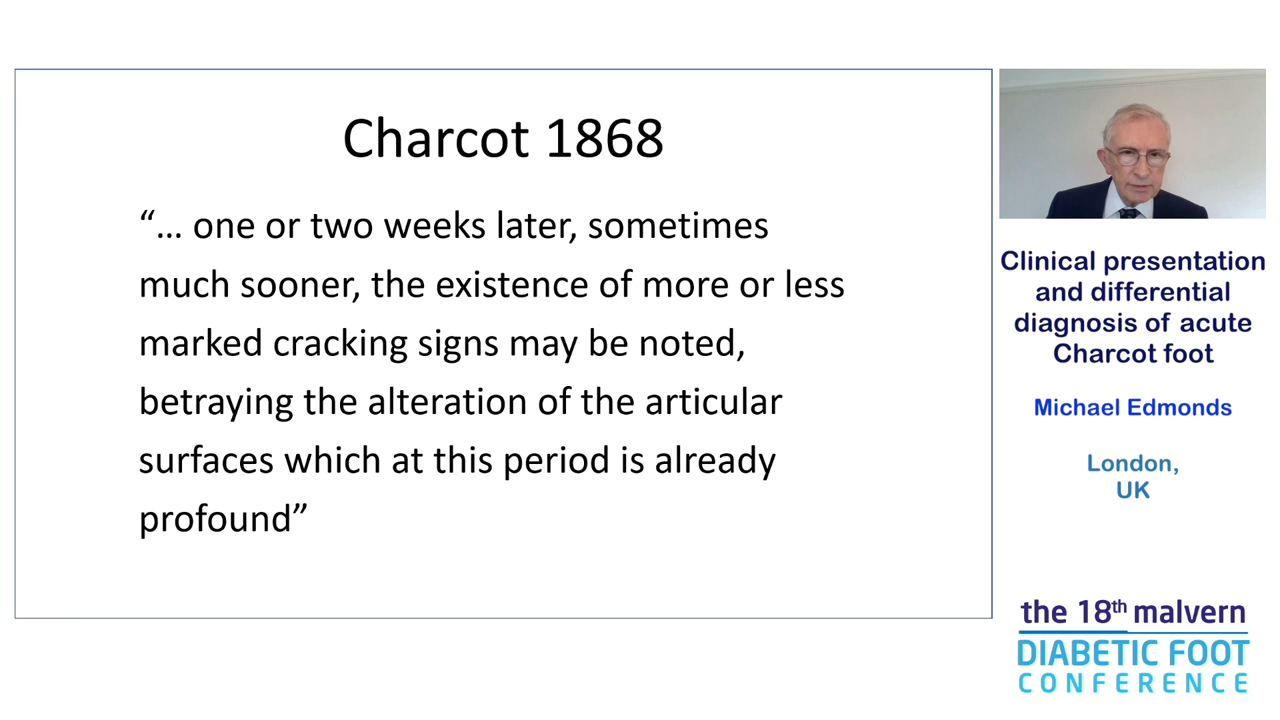 Charcot 1868
“... one or two weeks later, sometimes
much sooner, the existence of more or less
marked cracking signs may be noted,
betraying the alteration of the articular
surfaces which at this period is already
profound”
Clinical presentation
and differential
diagnosis of acute
Charcot foot
Michael Edmonds
London,
UK
the 18th malvern
DIABETIC FOOT
CONFERENCE